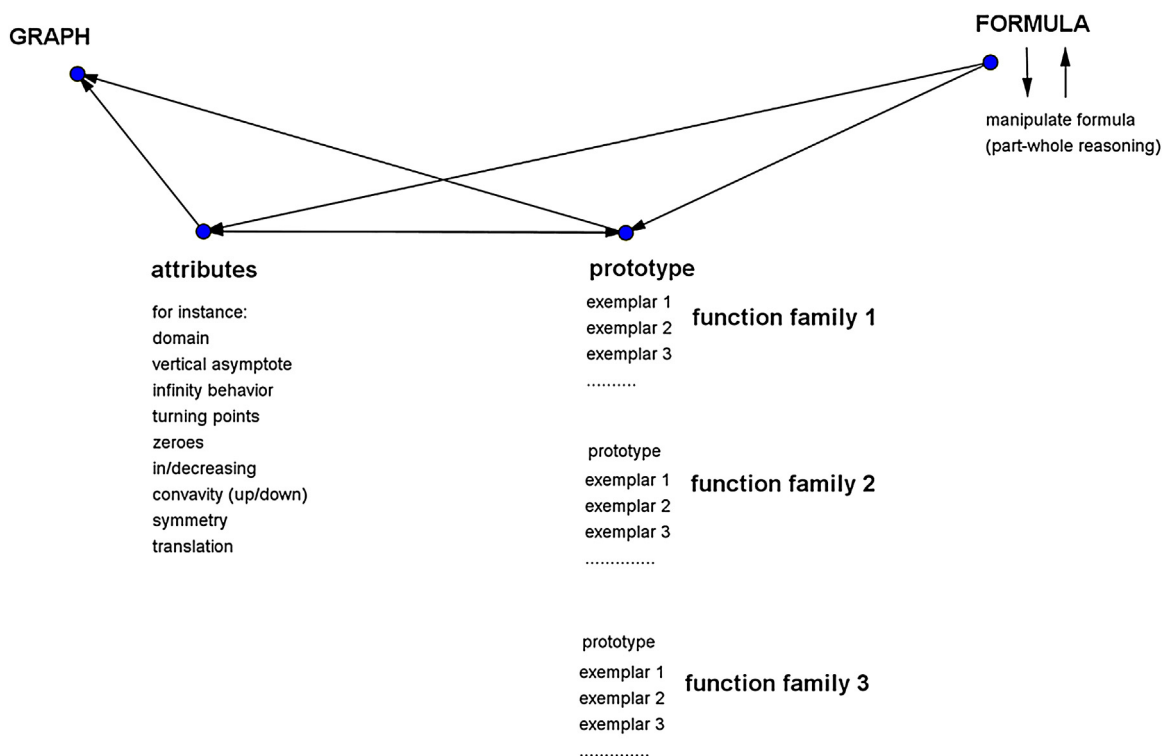 GRAPH
FORMULA
manipulate formula
(part-whole reasoning)
attributes
for instance:
domain
vertical asymptote
infinity behavior
turning points
zeroes
in/decreasing
convavity (up/down)
symmetry
translation
prototype
exemplar 1
exemplar 2
exemplar 3
..........
function family 1
prototype
exemplar 1
exemplar 2
exemplar 3
..............
function family 2
prototype
exemplar 1
exemplar 2
exemplar 3
..............
function family 3